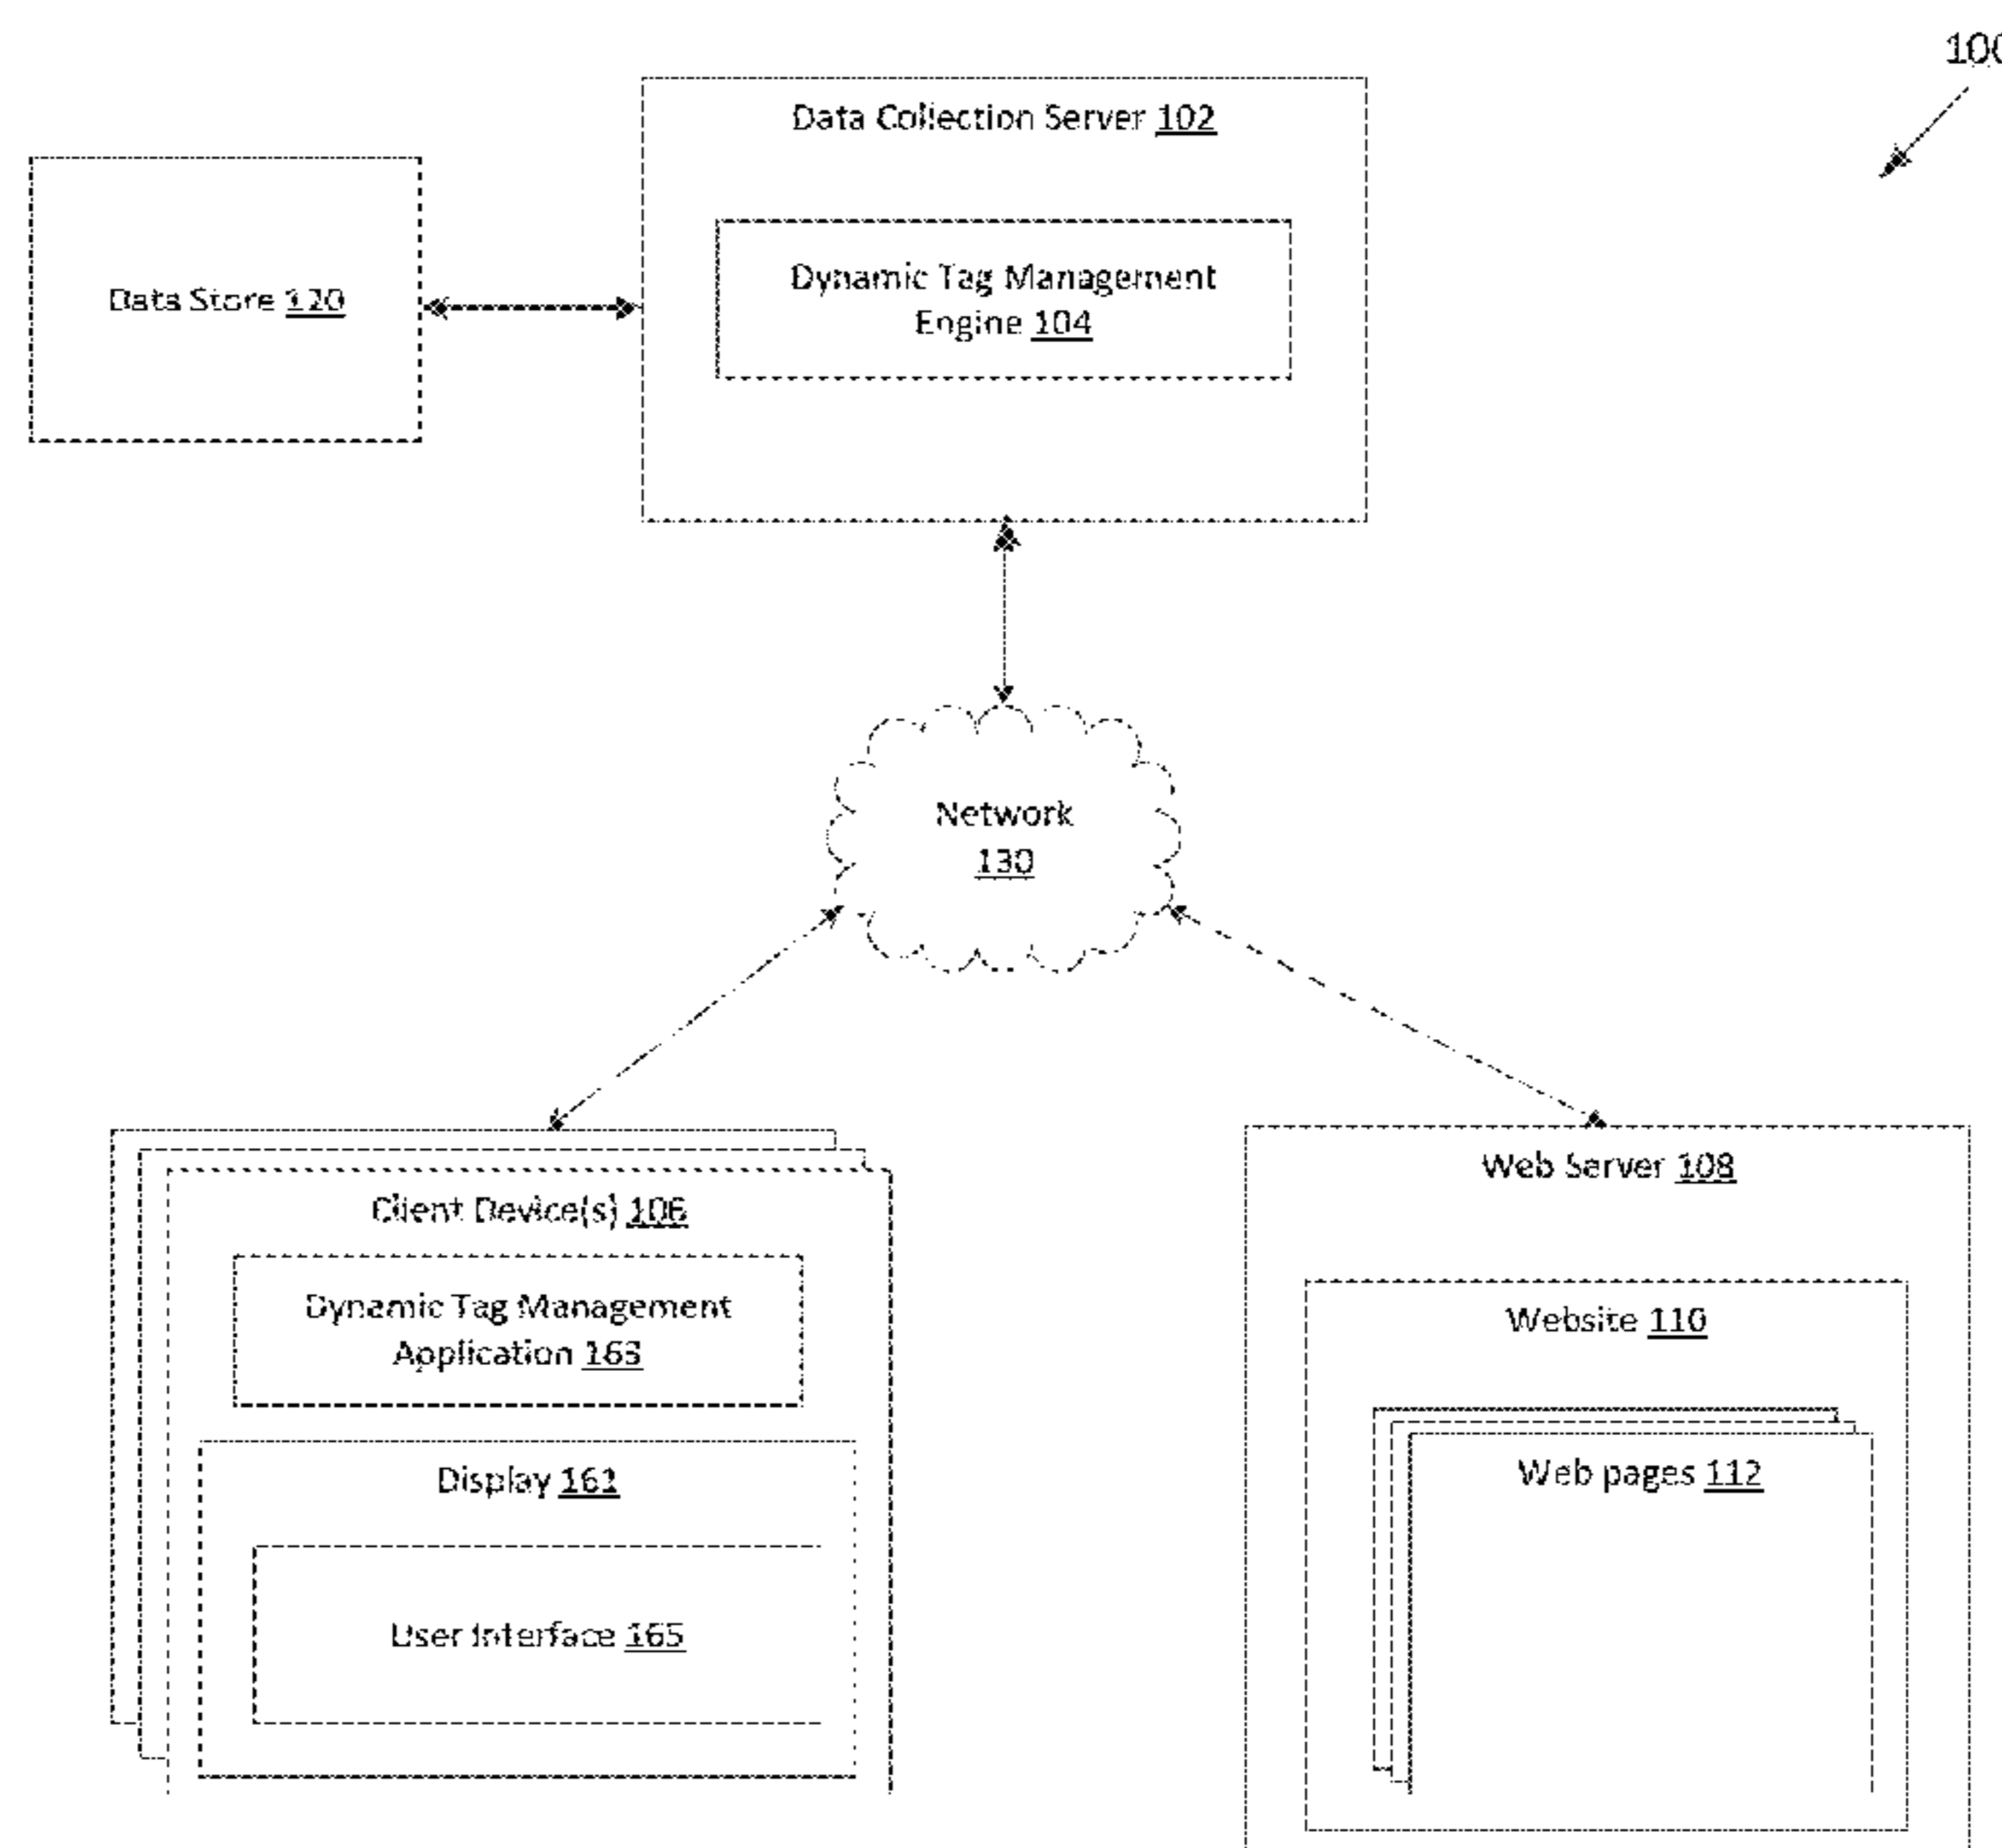 100
Data Collection Server 102
Data Store 120
Dynamic Tag Management
Engine 104
Network
130
Client Device(s) 106
Dynamic Tag Management
Application 163
Display 161
User Interface 165
Web Server 108
Website 110
Web pages 112